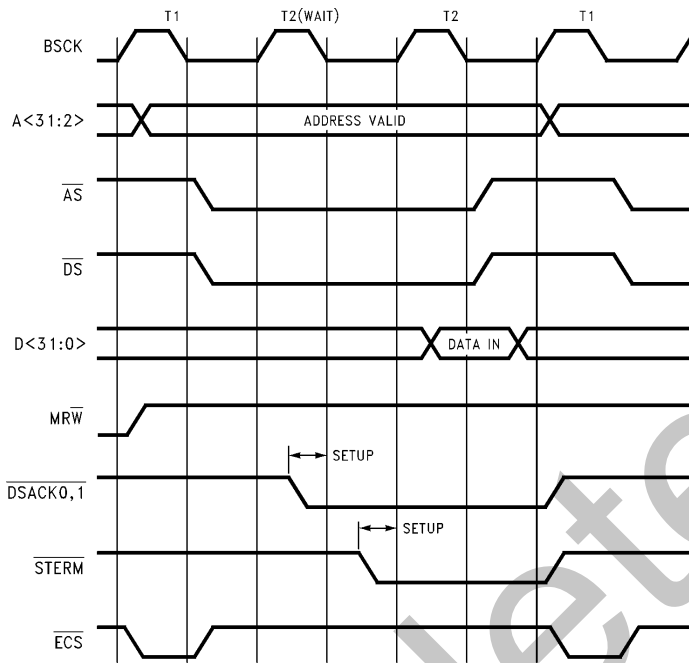 T1 T2(WAIT) T2 T1
BSCK
A<31:2> ADDRESS VALID
AS
DS
D<31:0> DATA IN
MRW
SETUP
DSACK0,1
SETUP
STERM
ECS